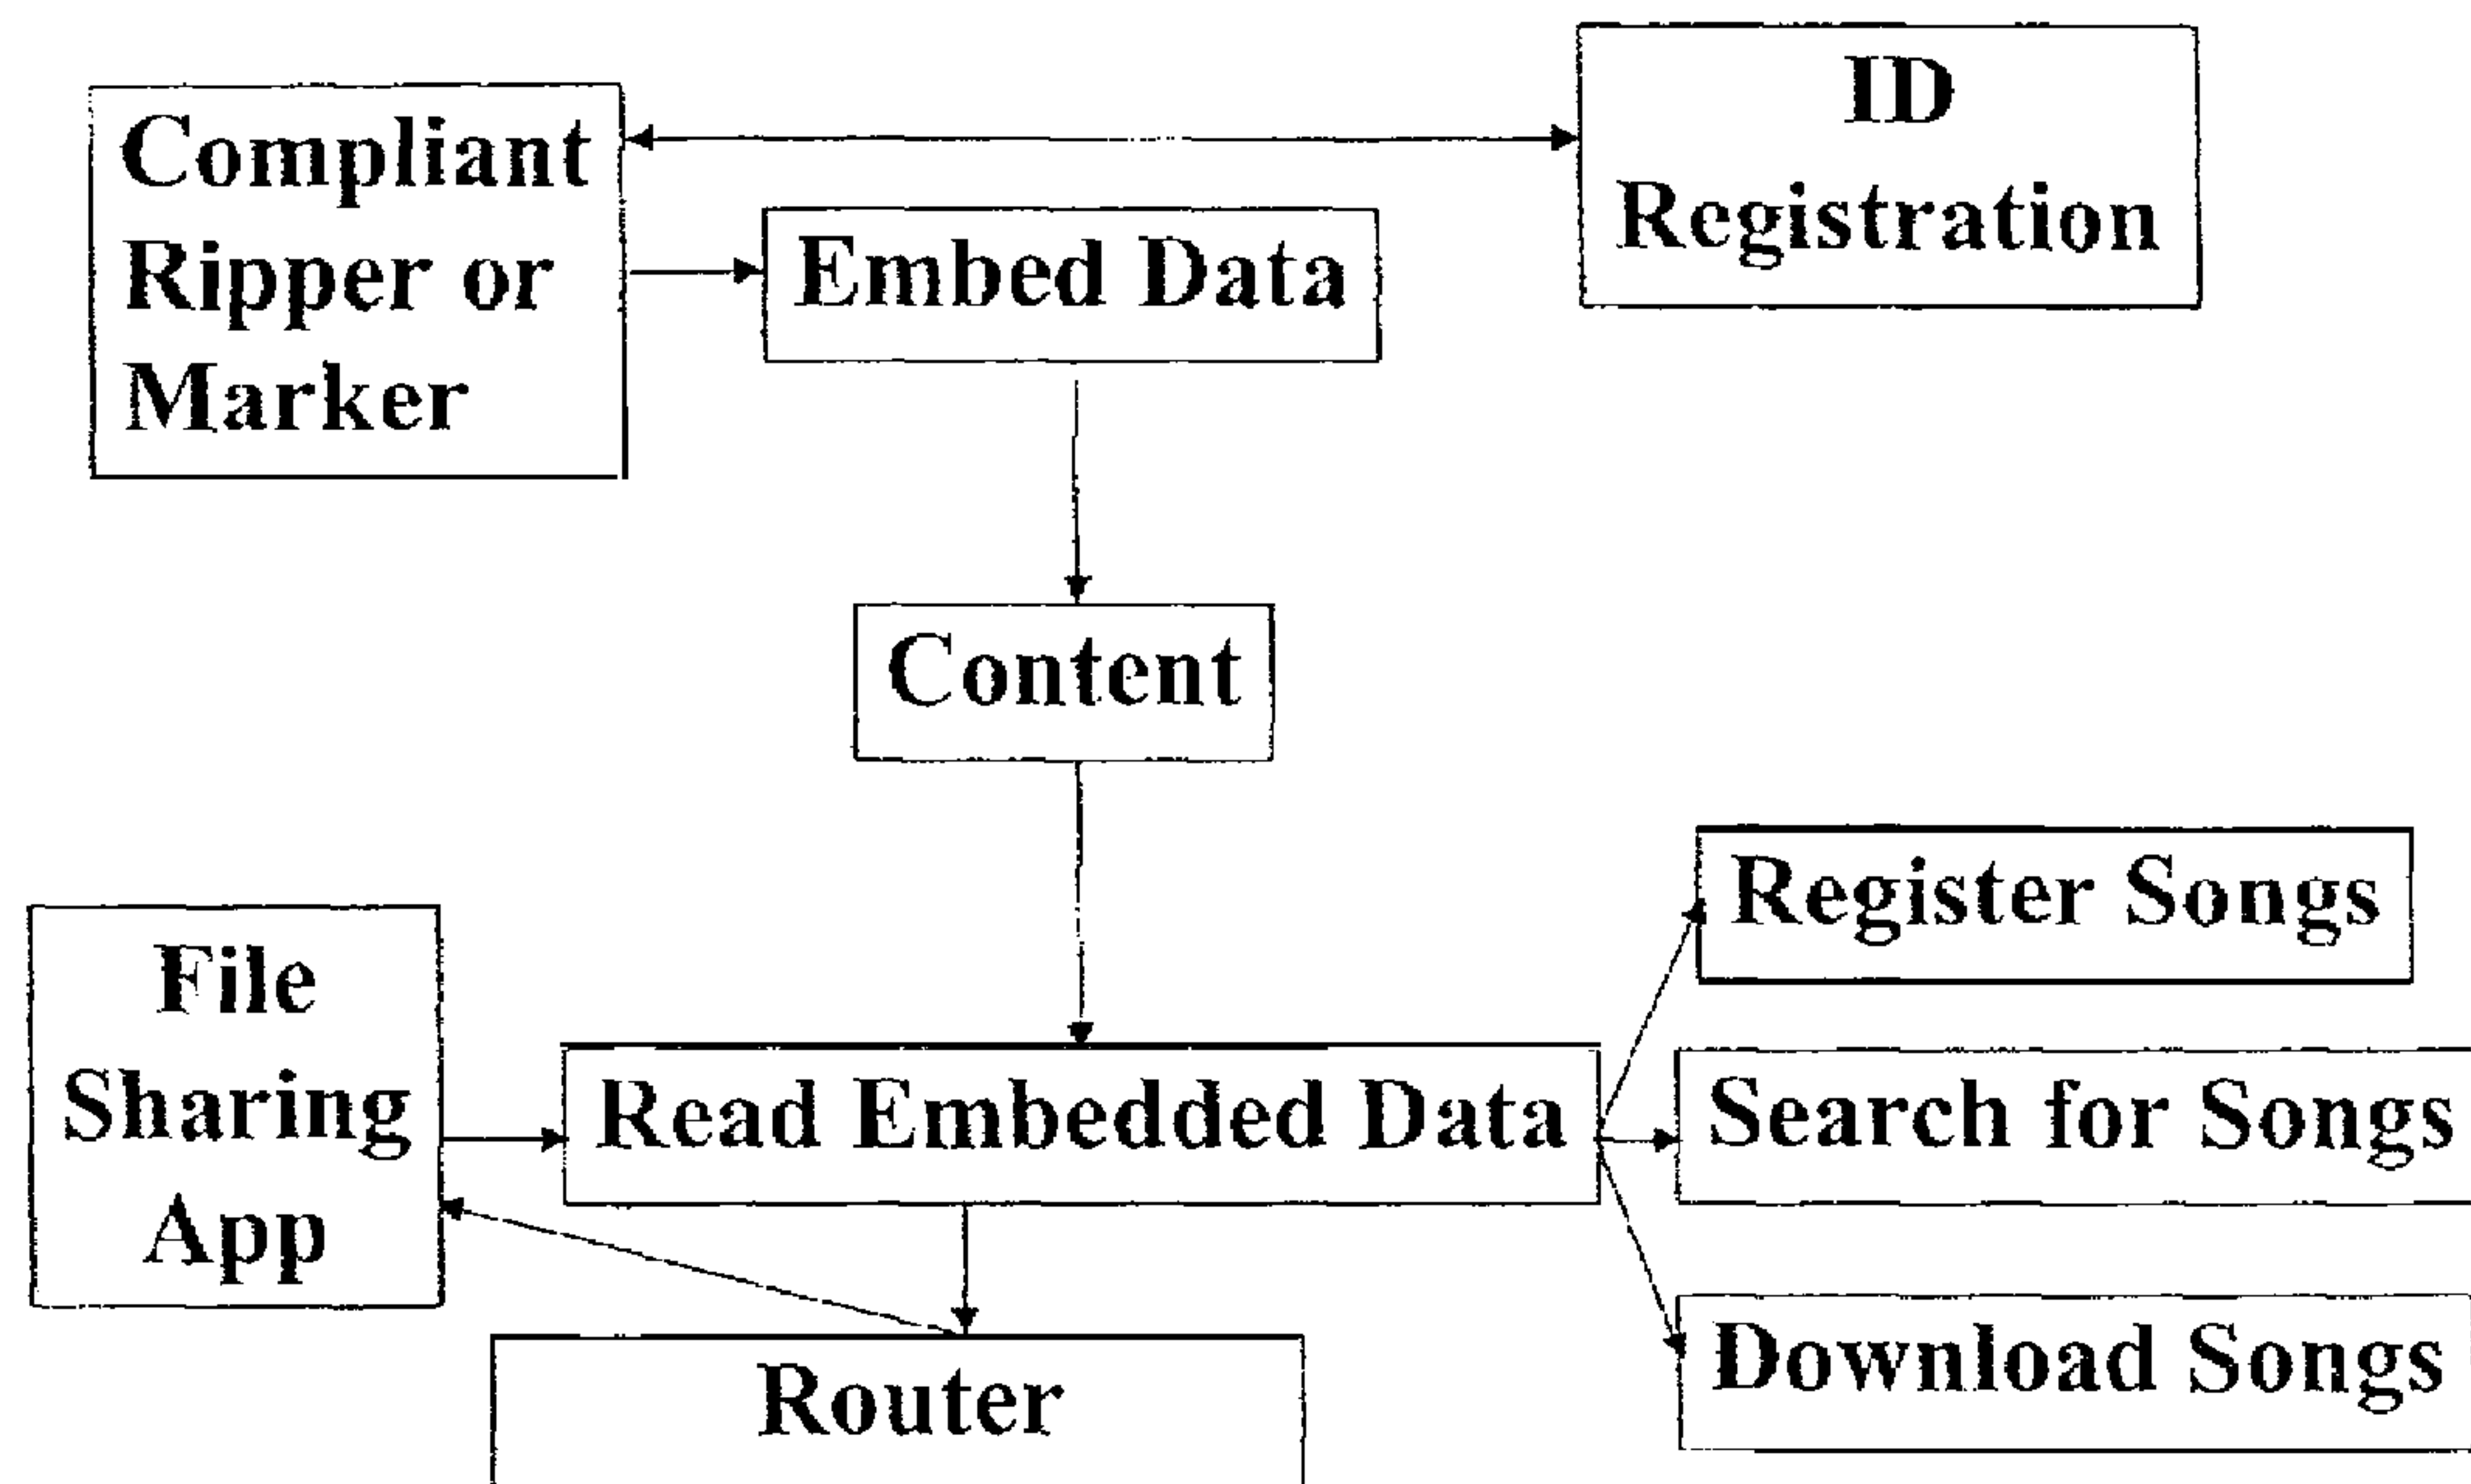 Compliant
Ripper or
Marker
ID
Registration
Embed Data
Content
File
Sharing
App
Read Embedded Data
Register Songs
Search for Songs
Download Songs
Router